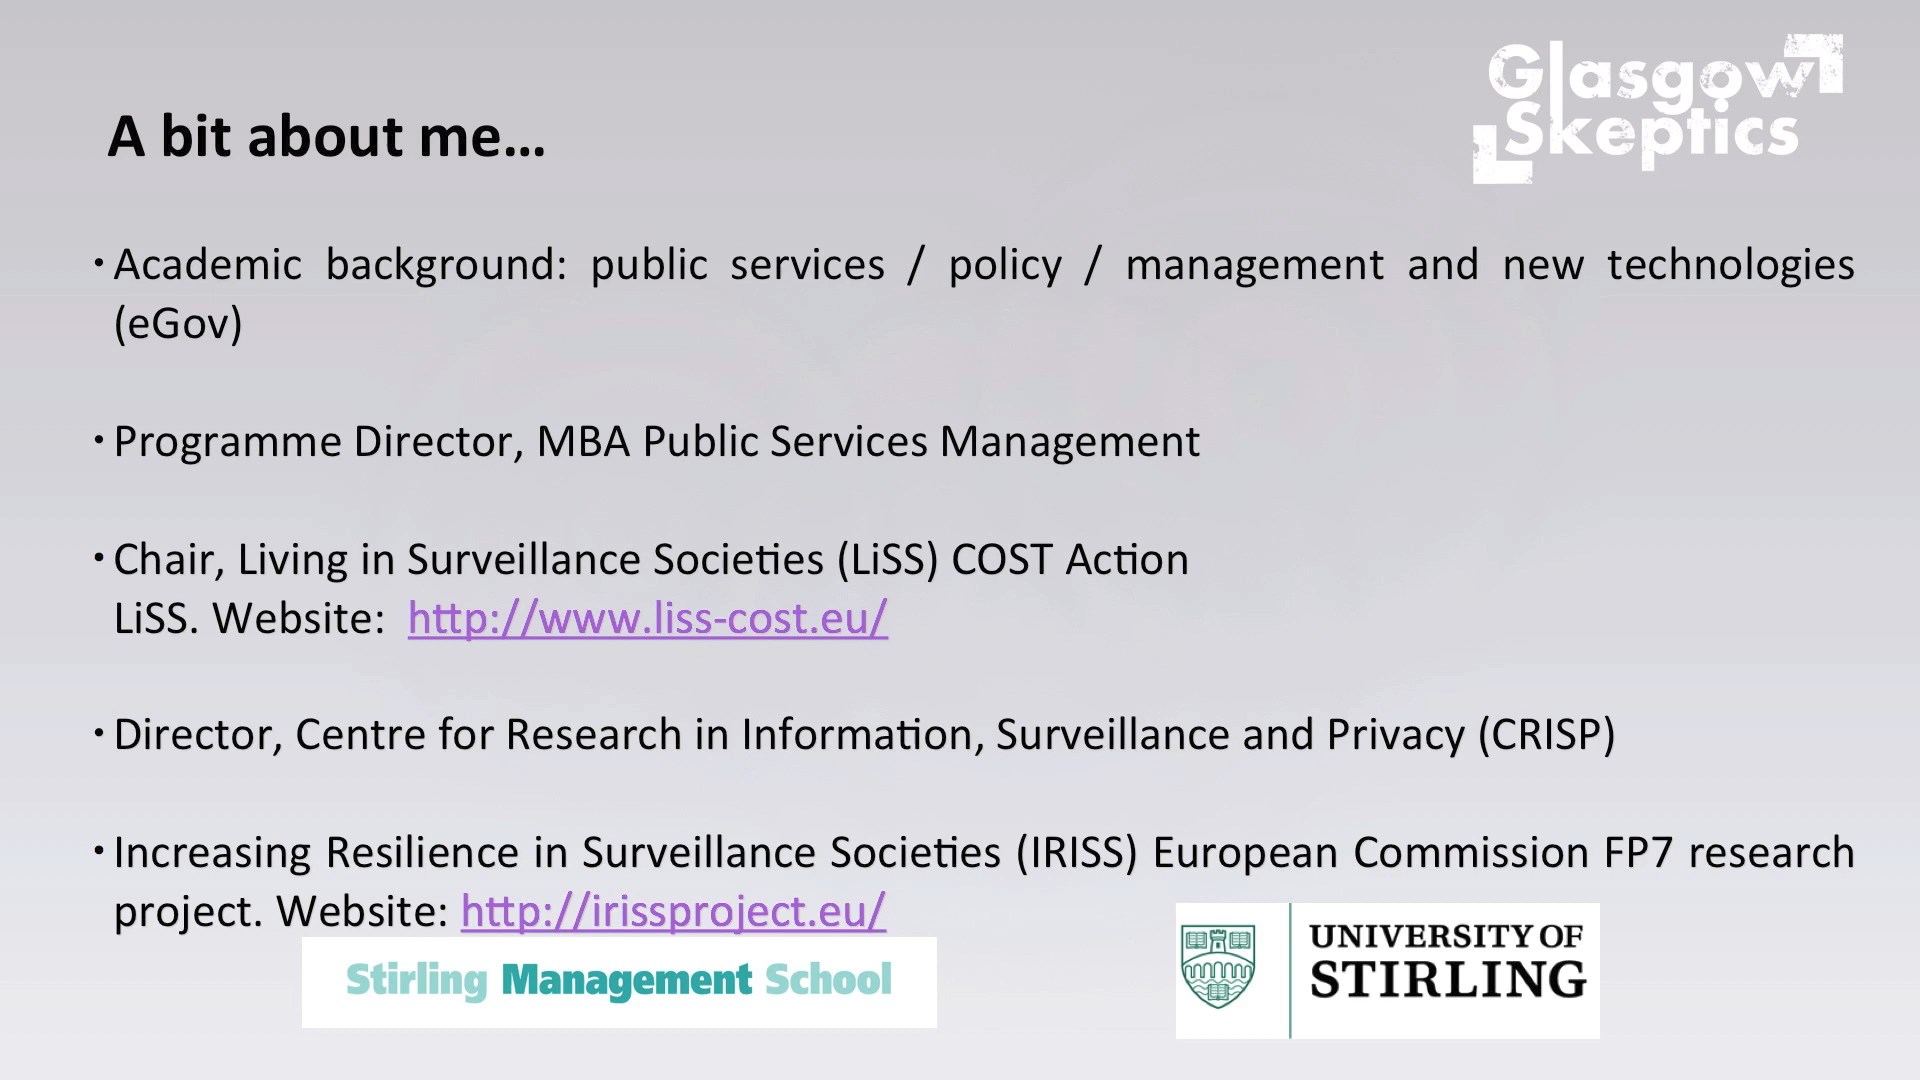 Glasgow
Skeptics
A bit about me...
• Academic background: public services / policy / management and new technologies
(eGov)
• Programme Director, MBA Public Services Management
• Chair, Living in Surveillance Societies (LiSS) COST Action
LiSS. Website: http://www.liss-cost.eu/
• Director, Centre for Research in Information, Surveillance and Privacy (CRISP)
• Increasing Resilience in Surveillance Societies (IRISS) European Commission FP7 research
project. Website: http://irissproject.eu/
Stirling Management School
UNIVERSITY OF
STIRLING